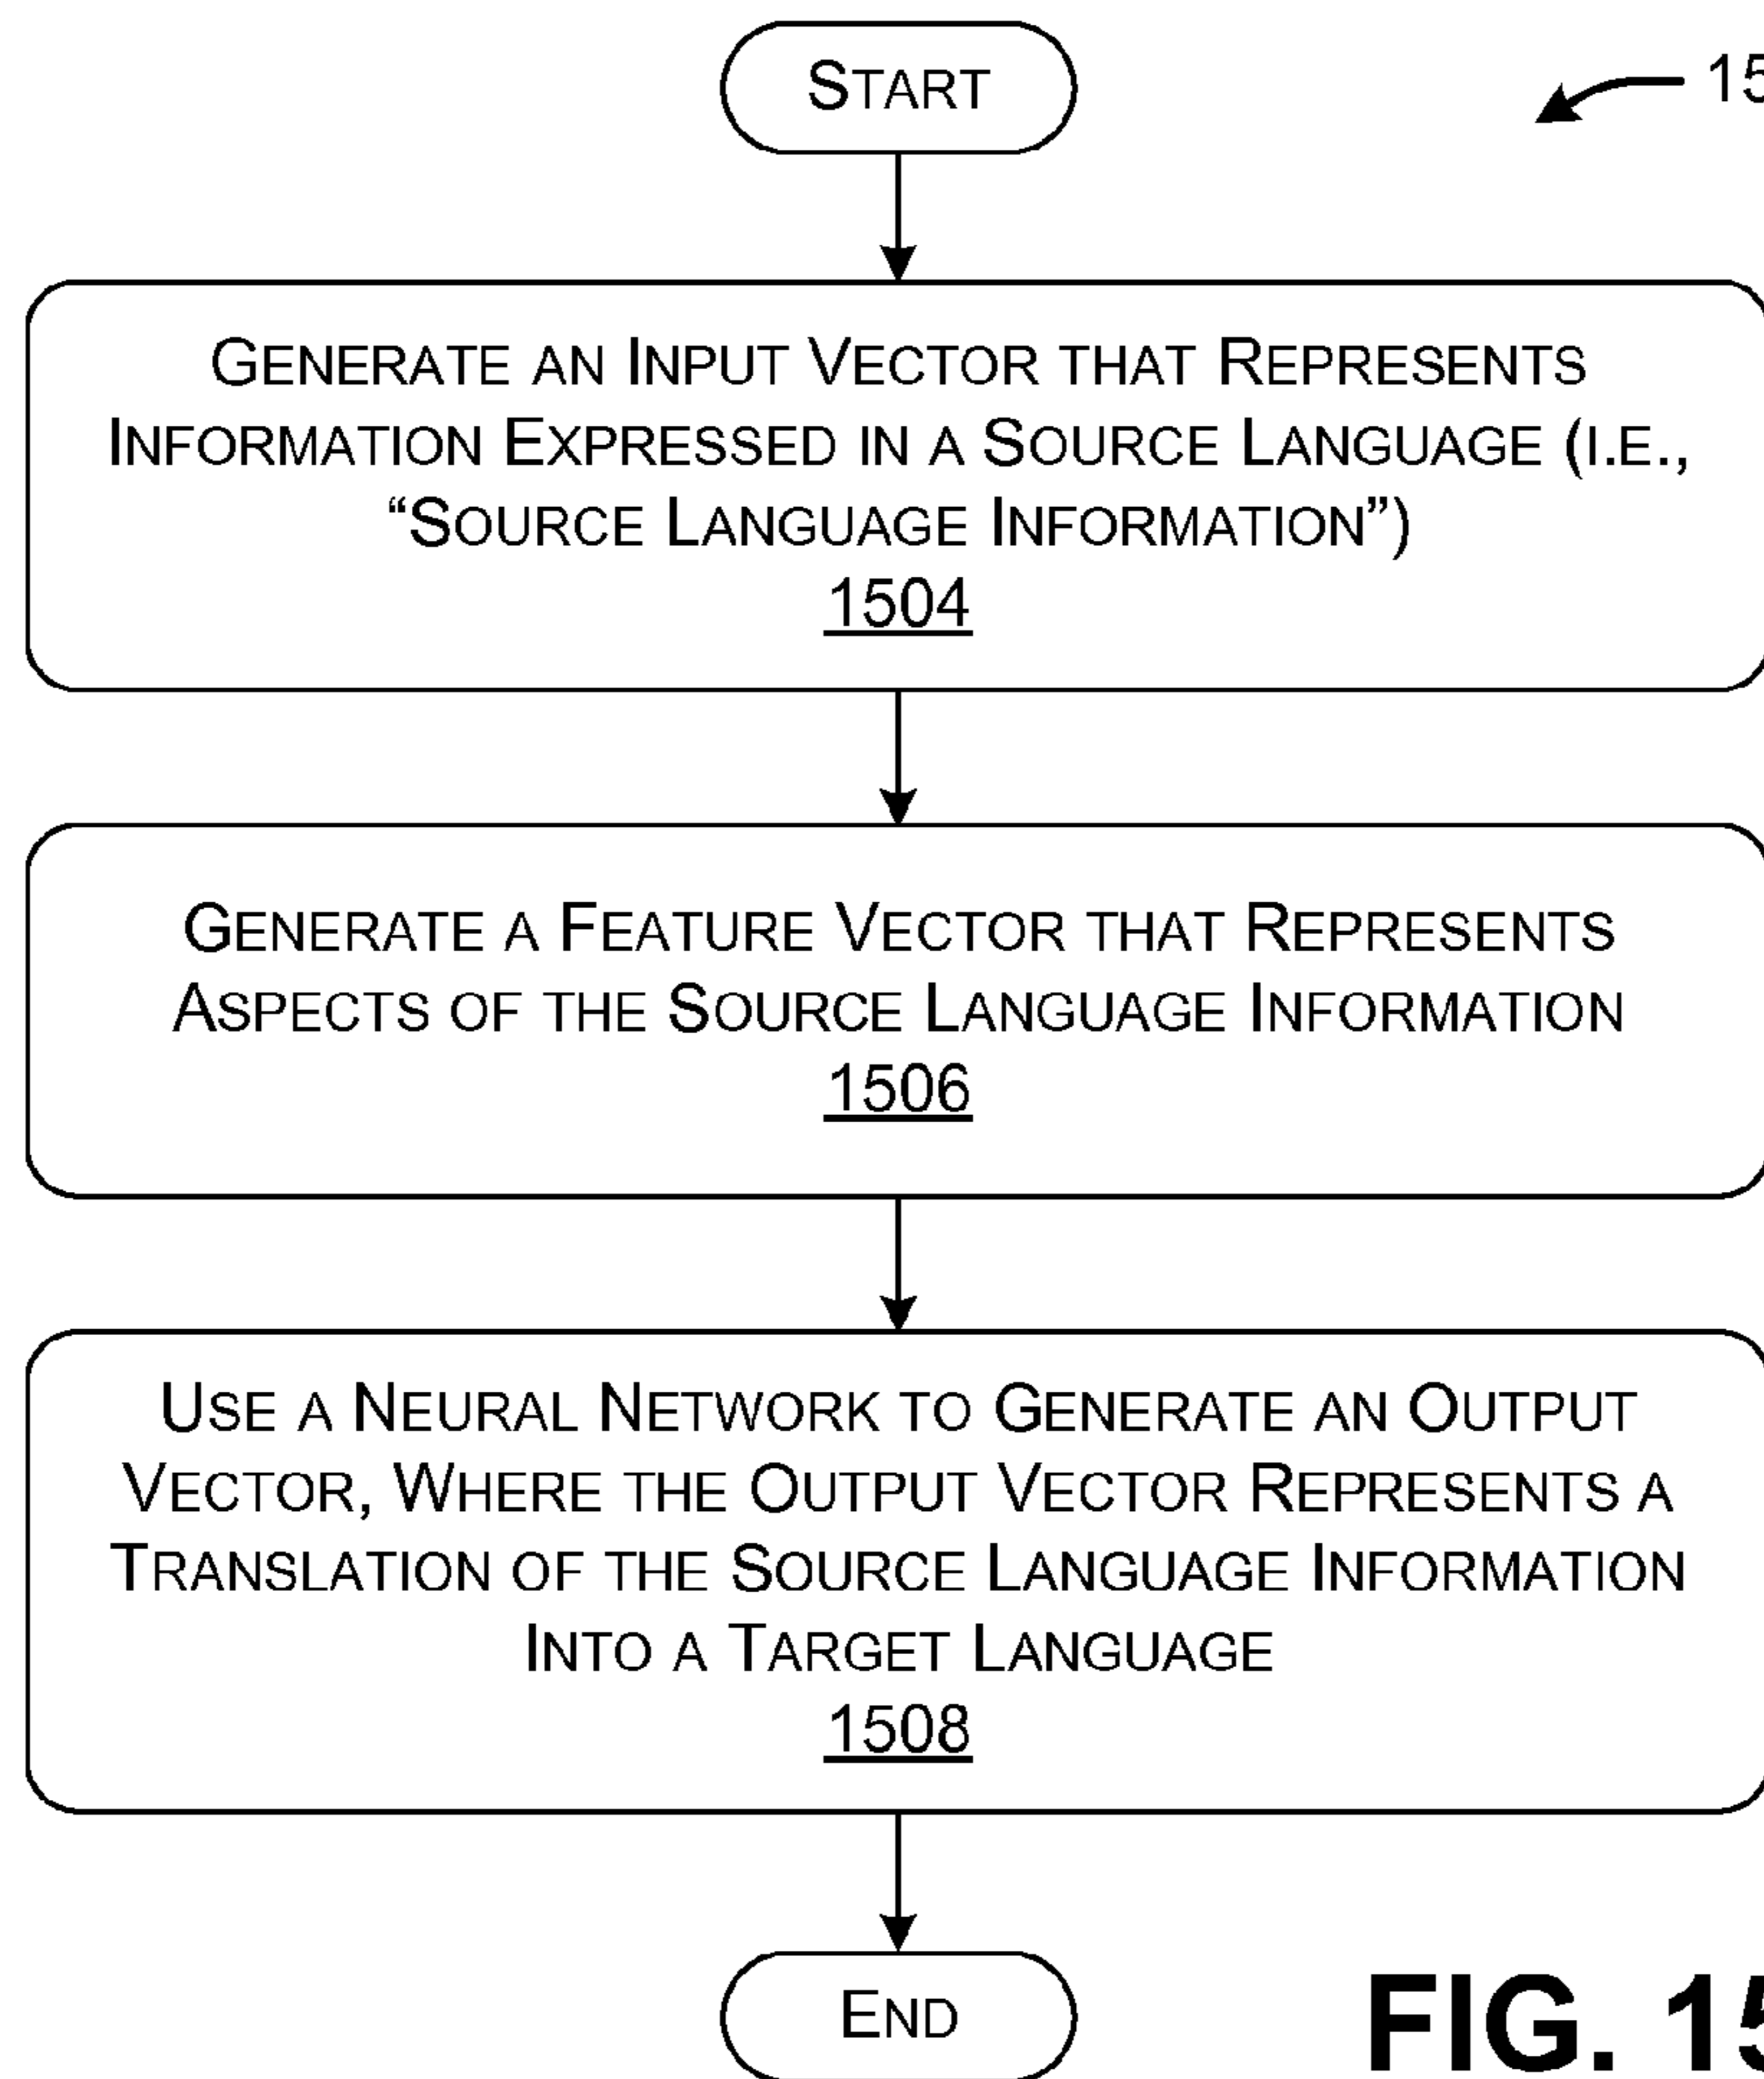 START
15
GENERATE AN INPUT VECTOR THAT REPRESENTS
INFORMATION EXPRESSED IN A SOURCE LANGUAGE (I.E.,
“SOURCE LANGUAGE INFORMATION”)
1504
GENERATE A FEATURE VECTOR THAT REPRESENTS
ASPECTS OF THE SOURCE LANGUAGE INFORMATION
1506
USE A NEURAL NETWORK TO GENERATE AN OUTPUT
VECTOR, WHERE THE OUTPUT VECTOR REPRESENTS A
TRANSLATION OF THE SOURCE LANGUAGE INFORMATION
INTO A TARGET LANGUAGE
1508
END
FIG. 15